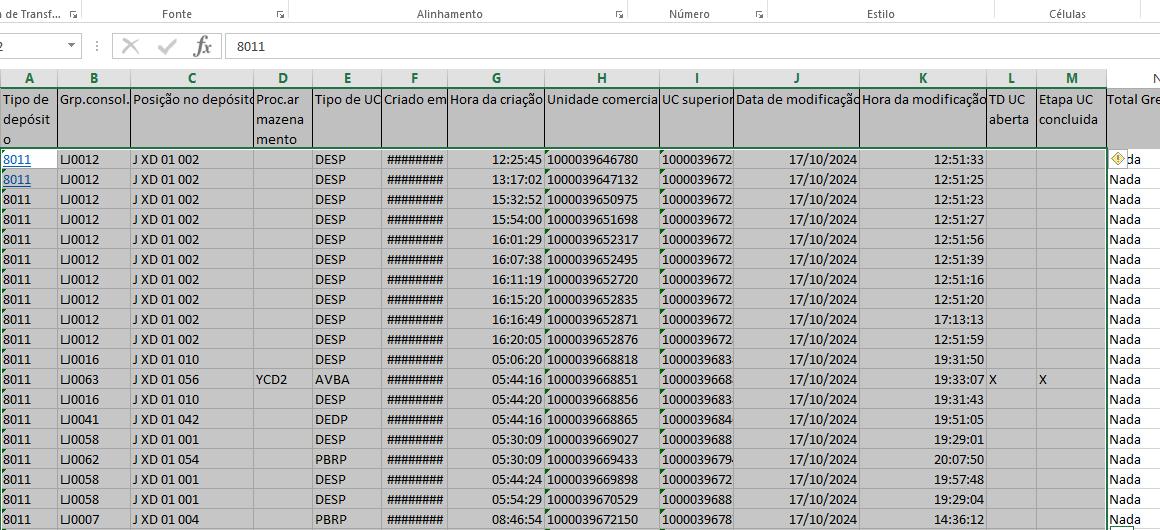 a de Transf...
Fonte
Alinhamento
Número
Estilo
Células
2
fx
8011
A B C D E F G H I J K L M N
Tipo de depósito Grp.consol. Posição no depósito Proc.armazenamento Tipo de UC Criado em Hora da criação Unidade comercia UC superior Data de modificação Hora da modificação TD UC aberta Etapa UC concluida Total Gre
8011 LJ0012 J XD 01 002 DESP ######## 12:25:45 1000039646780 1000039672 17/10/2024 12:51:33 da
8011 LJ0012 J XD 01 002 DESP ######## 13:17:02 1000039647132 1000039672 17/10/2024 12:51:25 Nada
8011 LJ0012 J XD 01 002 DESP ######## 15:32:52 1000039650975 1000039672 17/10/2024 12:51:23 Nada
8011 LJ0012 J XD 01 002 DESP ######## 15:54:00 1000039651698 1000039672 17/10/2024 12:51:27 Nada
8011 LJ0012 J XD 01 002 DESP ######## 16:01:29 1000039652317 1000039672 17/10/2024 12:51:56 Nada
8011 LJ0012 J XD 01 002 DESP ######## 16:07:38 1000039652495 1000039672 17/10/2024 12:51:39 Nada
8011 LJ0012 J XD 01 002 DESP ######## 16:11:19 1000039652720 1000039672 17/10/2024 12:51:16 Nada
8011 LJ0012 J XD 01 002 DESP ######## 16:15:20 1000039652835 1000039672 17/10/2024 12:51:20 Nada
8011 LJ0012 J XD 01 002 DESP ######## 16:16:49 1000039652871 1000039672 17/10/2024 17:13:13 Nada
8011 LJ0012 J XD 01 002 DESP ######## 16:20:05 1000039652876 1000039672 17/10/2024 12:51:59 Nada
8011 LJ0016 J XD 01 010 DESP ######## 05:06:20 1000039668818 1000039683 17/10/2024 19:31:50 Nada
8011 LJ0063 J XD 01 056 YCD2 AVBA ######## 05:44:16 1000039668851 1000039668 17/10/2024 19:33:07 X X Nada
8011 LJ0016 J XD 01 010 DESP ######## 05:44:20 1000039668856 1000039683 17/10/2024 19:31:43 Nada
8011 LJ0041 J XD 01 042 DEDP ######## 05:44:16 1000039668865 1000039684 17/10/2024 19:51:05 Nada
8011 LJ0058 J XD 01 001 DESP ######## 05:30:09 1000039669027 1000039688 17/10/2024 19:29:01 Nada
8011 LJ0062 J XD 01 054 PBRP ######## 05:30:09 1000039669433 1000039679 17/10/2024 20:07:50 Nada
8011 LJ0058 J XD 01 001 DESP ######## 05:44:24 1000039669898 100003967 17/10/2024 19:57:48 Nada
8011 LJ0058 J XD 01 001 DESP ######## 05:54:29 1000039670529 1000039688 17/10/2024 19:29:04 Nada
8011 LJ0007 J XD 01 004 PBRP ######## 08:46:54 1000039672150 1000039678 17/10/2024 14:36:12 Nada